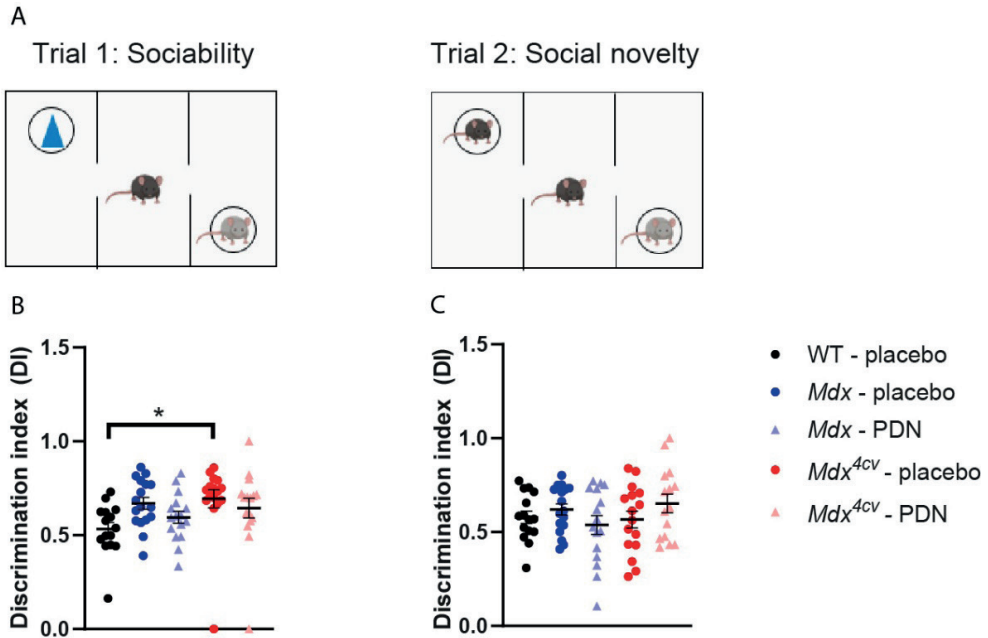 A
Trial 1: Sociability
Trial 2: Social novelty
B
C
Discrimination index (DI)
1.5
1.0
0.5
0.0
*
Discrimination index (DI)
1.5
1.0
0.5
0.0
WT - placebo
Mdx - placebo
Mdx - PDN
Mdx4cv - placebo
Mdx4cv - PDN